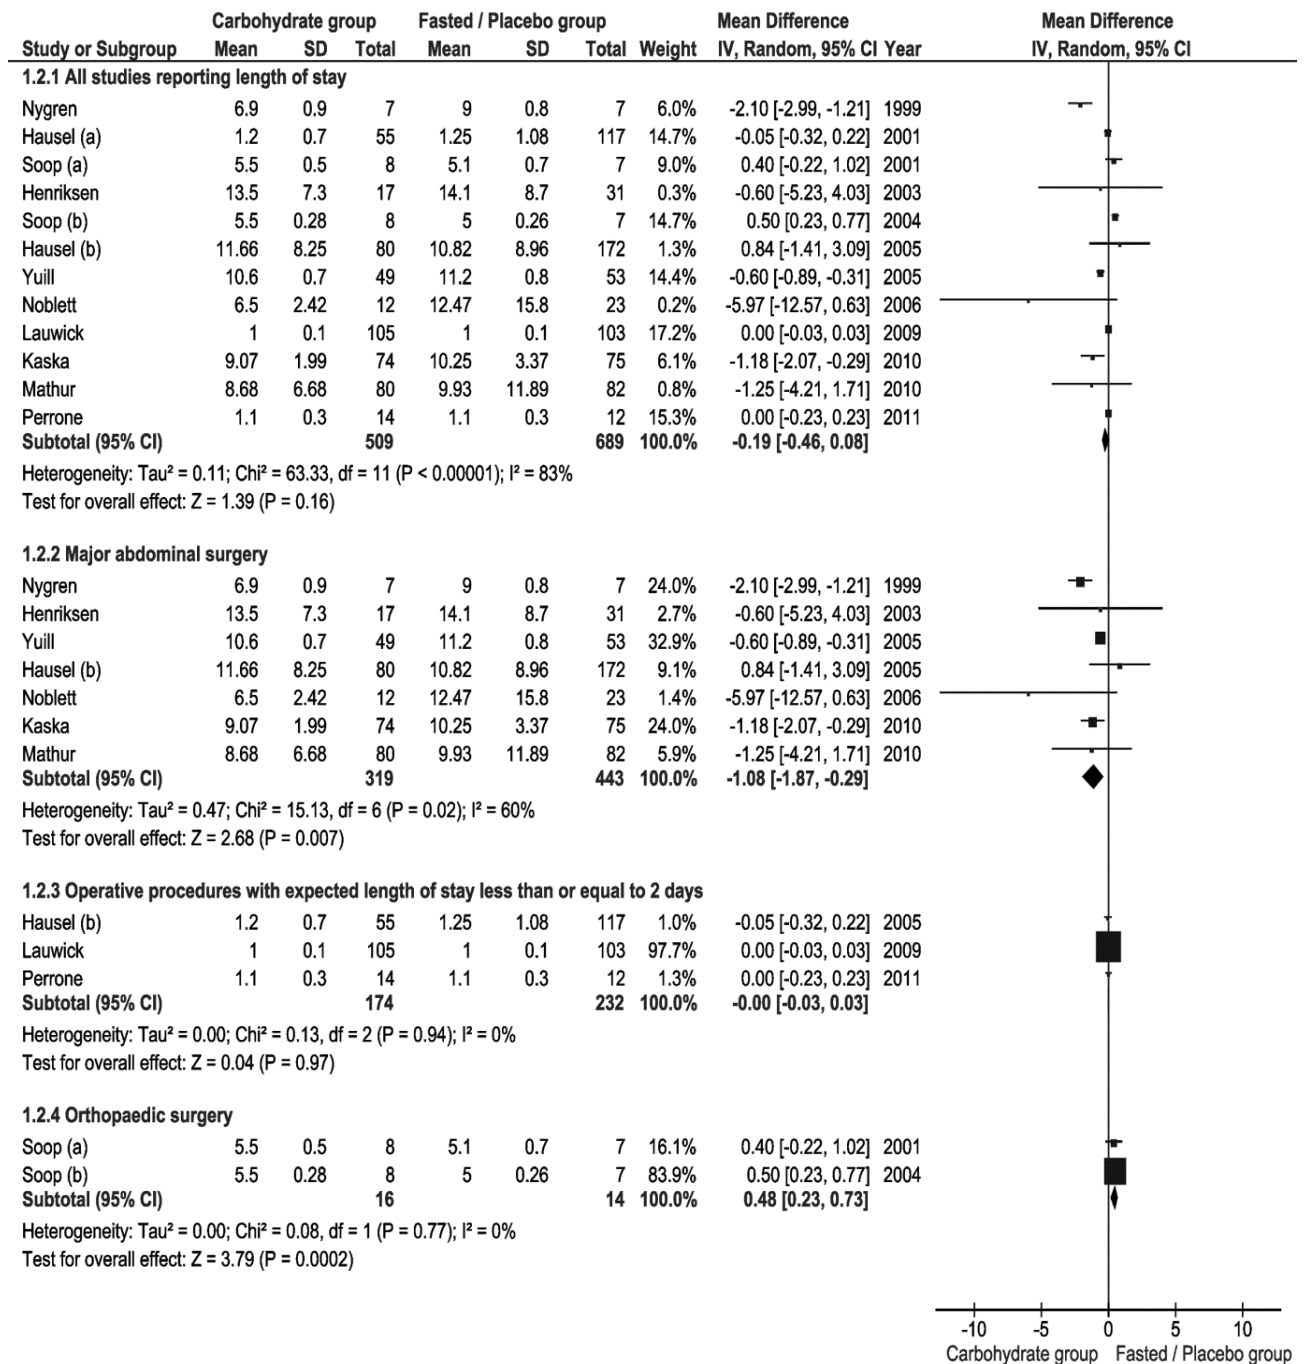 Carbohydrate group Fasted / Placebo group Mean Difference Mean Difference
Study or Subgroup Mean SD Total Mean SD Total Weight IV, Random, 95% CI Year IV, Random, 95% CI
1.2.1 All studies reporting length of stay
Nygren 6.9 0.9 7 9 0.8 7 6.0% -2.10 [-2.99, -1.21] 1999
Hausel (a) 1.2 0.7 55 1.25 1.08 117 14.7% -0.05 [-0.32, 0.22] 2001
Soop (a) 5.5 0.5 8 5.1 0.7 7 9.0% 0.40 [-0.22, 1.02] 2001
Henriksen 13.5 7.3 17 14.1 8.7 31 0.3% -0.60 [-5.23, 4.03] 2003
Soop (b) 5.5 0.28 8 5 0.26 7 14.7% 0.50 [0.23, 0.77] 2004
Hausel (b) 11.66 8.25 80 10.82 8.96 172 1.3% 0.84 [-1.41, 3.09] 2005
Yuill 10.6 0.7 49 11.2 0.8 53 14.4% -0.60 [-0.89, -0.31] 2005
Noblett 6.5 2.42 12 12.47 15.8 23 0.2% -5.97 [-12.57, 0.63] 2006
Lauwick 1 0.1 105 1 0.1 103 17.2% 0.00 [-0.03, 0.03] 2009
Kaska 9.07 1.99 74 10.25 3.37 75 6.1% -1.18 [-2.07, -0.29] 2010
Mathur 8.68 6.68 80 9.93 11.89 82 0.8% -1.25 [-4.21, 1.71] 2010
Perrone 1.1 0.3 14 1.1 0.3 12 15.3% 0.00 [-0.23, 0.23] 2011
Subtotal (95% CI) 509 689 100.0% -0.19 [-0.46, 0.08]
Heterogeneity: Tau² = 0.11; Chi² = 63.33, df = 11 (P < 0.00001); I² = 83%
Test for overall effect: Z = 1.39 (P = 0.16)
1.2.2 Major abdominal surgery
Nygren 6.9 0.9 7 9 0.8 7 24.0% -2.10 [-2.99, -1.21] 1999
Henriksen 13.5 7.3 17 14.1 8.7 31 2.7% -0.60 [-5.23, 4.03] 2003
Yuill 10.6 0.7 49 11.2 0.8 53 32.9% -0.60 [-0.89, -0.31] 2005
Hausel (b) 11.66 8.25 80 10.82 8.96 172 9.1% 0.84 [-1.41, 3.09] 2005
Noblett 6.5 2.42 12 12.47 15.8 23 1.4% -5.97 [-12.57, 0.63] 2006
Kaska 9.07 1.99 74 10.25 3.37 75 24.0% -1.18 [-2.07, -0.29] 2010
Mathur 8.68 6.68 80 9.93 11.89 82 5.9% -1.25 [-4.21, 1.71] 2010
Subtotal (95% CI) 319 443 100.0% -1.08 [-1.87, -0.29]
Heterogeneity: Tau² = 0.47; Chi² = 15.13, df = 6 (P = 0.02); I² = 60%
Test for overall effect: Z = 2.68 (P = 0.007)
1.2.3 Operative procedures with expected length of stay less than or equal to 2 days
Hausel (b) 1.2 0.7 55 1.25 1.08 117 1.0% -0.05 [-0.32, 0.22] 2005
Lauwick 1 0.1 105 1 0.1 103 97.7% 0.00 [-0.03, 0.03] 2009
Perrone 1.1 0.3 14 1.1 0.3 12 1.3% 0.00 [-0.23, 0.23] 2011
Subtotal (95% CI) 174 232 100.0% -0.00 [-0.03, 0.03]
Heterogeneity: Tau² = 0.00; Chi² = 0.13, df = 2 (P = 0.94); I² = 0%
Test for overall effect: Z = 0.04 (P = 0.97)
1.2.4 Orthopaedic surgery
Soop (a) 5.5 0.5 8 5.1 0.7 7 16.1% 0.40 [-0.22, 1.02] 2001
Soop (b) 5.5 0.28 8 5 0.26 7 83.9% 0.50 [0.23, 0.77] 2004
Subtotal (95% CI) 16 14 100.0% 0.48 [0.23, 0.73]
Heterogeneity: Tau² = 0.00; Chi² = 0.08, df = 1 (P = 0.77); I² = 0%
Test for overall effect: Z = 3.79 (P = 0.0002)
-10 -5 0 5 10
Carbohydrate group Fasted / Placebo group